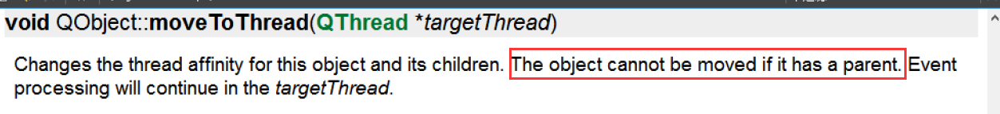 void QObject::moveToThread(QThread *targetThread)
Changes the thread affinity for this object and its children. The object cannot be moved if it has a parent. Event
processing will continue in the targetThread.